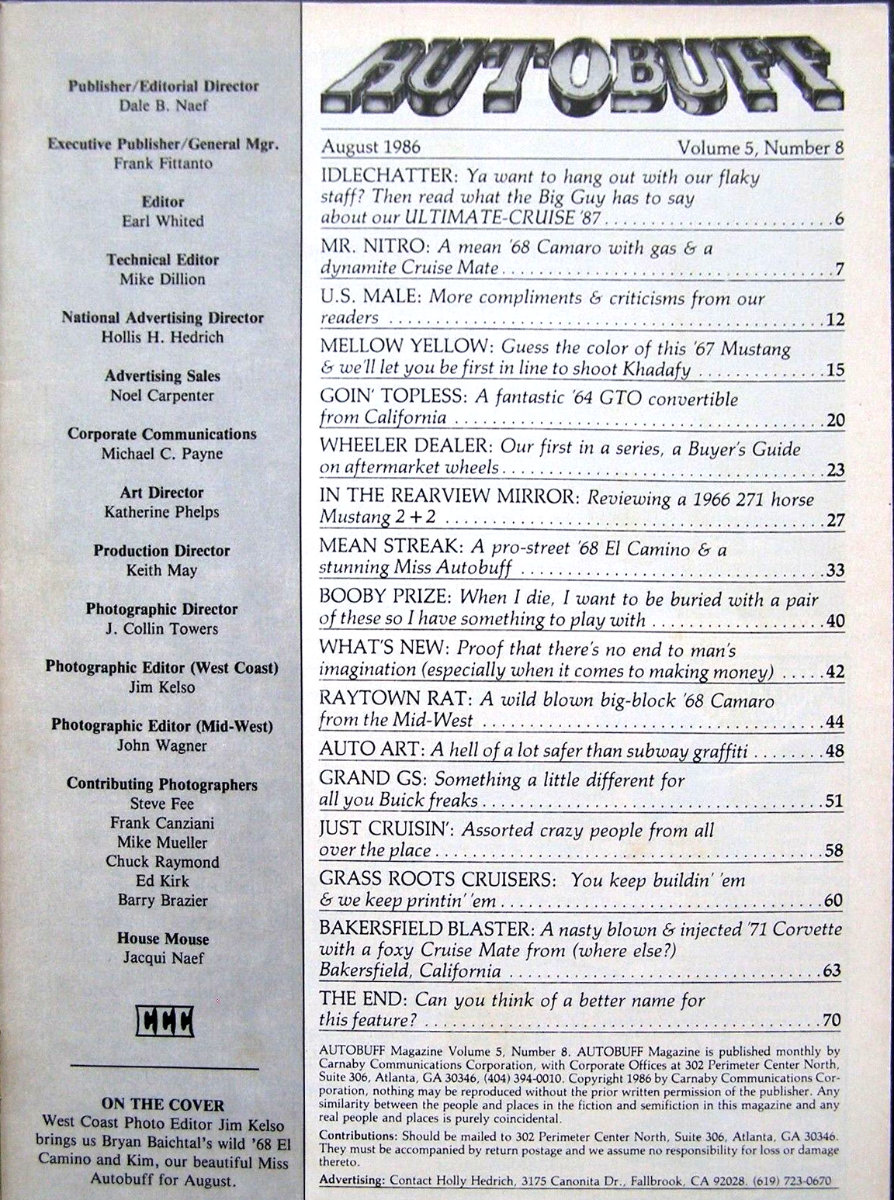 Publisher/Editorial Director
Dale B. Naef
Executive Publisher/General Mgr.
Frank Fittanto
Editor
Earl Whited
Technical Editor
Mike Dillion
National Advertising Director
Hollis H. Hedrich
Advertising Sales
Noel Carpenter
Corporate Communications
Michael C. Payne
Art Director
Katherine Phelps
Production Director
Keith May
Photographic Director
J. Collin Towers
Photographic Editor (West Coast)
Jim Kelso
Photographic Editor (Mid-West)
John Wagner
Contributing Photographers
Steve Fee
Frank Canziani
Mike Mueller
Chuck Raymond
Ed Kirk
Barry Brazier
House Mouse
Jacqui Naef
CCC
ON THE COVER
West Coast Photo Editor Jim Kelso
brings us Bryan Baichtal's wild '68 El
Camino and Kim, our beautiful Miss
Autobuff for August.
AUTOBUFF
August 1986 Volume 5, Number 8
IDLECHATTER: Ya want to hang out with our flaky
staff? Then read what the Big Guy has to say
about our ULTIMATE-CRUISE '87 6
MR. NITRO: A mean '68 Camaro with gas & a
dynamite Cruise Mate 7
U.S. MALE: More compliments & criticisms from our
readers 12
MELLOW YELLOW: Guess the color of this '67 Mustang
& we'll let you be first in line to shoot Khadafy 15
GOIN' TOPLESS: A fantastic '64 GTO convertible
from California 20
WHEELER DEALER: Our first in a series, a Buyer's Guide
on aftermarket wheels 23
IN THE REARVIEW MIRROR: Reviewing a 1966 271 horse
Mustang 2 + 2 27
MEAN STREAK: A pro-street '68 El Camino & a
stunning Miss Autobuff 33
BOOBY PRIZE: When I die, I want to be buried with a pair
of these so I have something to play with 40
WHAT'S NEW: Proof that there's no end to man's
imagination (especially when it comes to making money) 42
RAYTOWN RAT: A wild blown big-block '68 Camaro
from the Mid-West 44
AUTO ART: A hell of a lot safer than subway graffiti 48
GRAND GS: Something a little different for
all you Buick freaks 51
JUST CRUISIN': Assorted crazy people from all
over the place 58
GRASS ROOTS CRUISERS: You keep buildin' 'em
& we keep printin' 'em 60
BAKERSFIELD BLASTER: A nasty blown & injected '71 Corvette
with a foxy Cruise Mate from (where else?)
Bakersfield, California 63
THE END: Can you think of a better name for
this feature? 70
AUTOBUFF Magazine Volume 5, Number 8. AUTOBUFF Magazine is published monthly by
Carnaby Communications Corporation, with Corporate Offices at 302 Perimeter Center North,
Suite 306, Atlanta, GA 30346, (404) 394-0010. Copyright 1986 by Carnaby Communications Cor-
poration, nothing may be reproduced without the prior written permission of the publisher. Any
similarity between the people and places in the fiction and semifiction in this magazine and any
real people and places is purely coincidental.
Contributions: Should be mailed to 302 Perimeter Center North, Suite 306, Atlanta, GA 30346.
They must be accompanied by return postage and we assume no responsibility for loss or damage
thereto.
Advertising: Contact Holly Hedrich, 3175 Canonita Dr., Fallbrook, CA 92028. (619) 723-0670